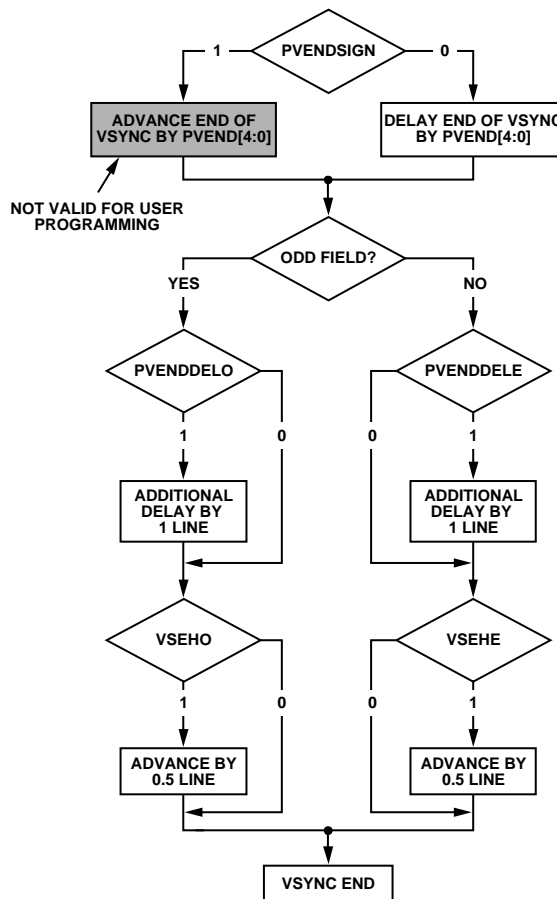 PVENDSIGN
1
0
ADVANCE END OF
VSYNC BY PVEND[4:0]
DELAY END OF VSYNC
BY PVEND[4:0]
NOT VALID FOR USER
PROGRAMMING
ODD FIELD?
YES
NO
PVENDDELO
PVENDDELE
1
0
0
1
ADDITIONAL
DELAY BY
1 LINE
ADDITIONAL
DELAY BY
1 LINE
VSEHO
VSEHE
1
0
0
1
ADVANCE BY
0.5 LINE
ADVANCE BY
0.5 LINE
VSYNC END